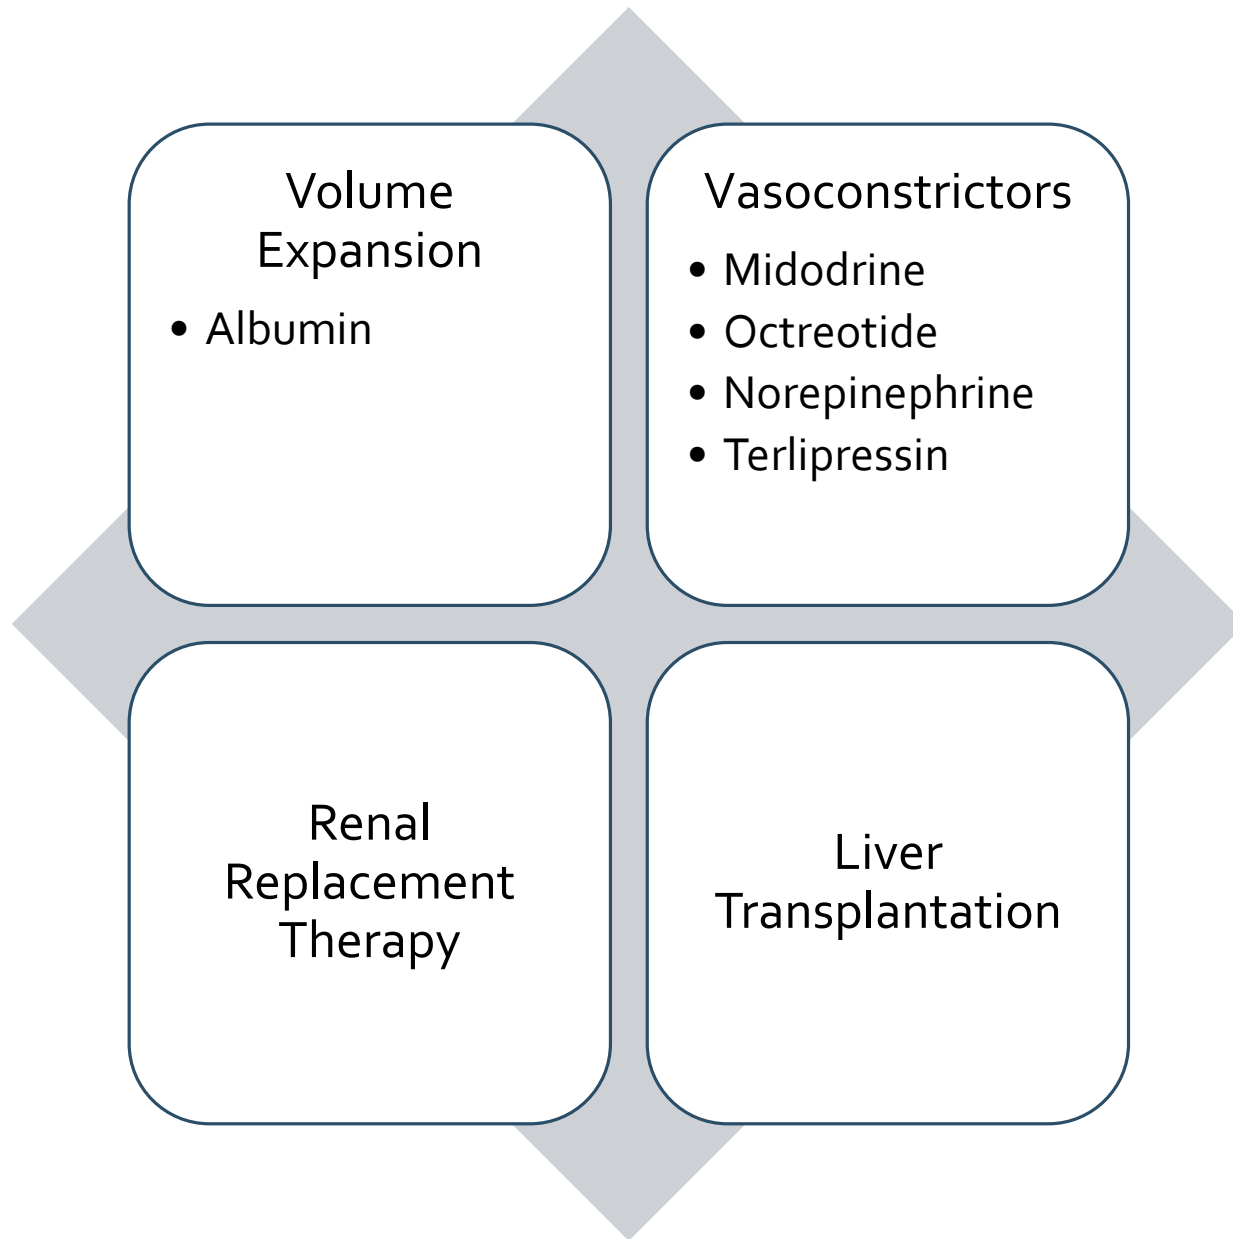 Volume
Expansion
• Albumin
Vasoconstrictors
• Midodrine
• Octreotide
• Norepinephrine
• Terlipressin
Renal
Replacement
Therapy
Liver
Transplantation